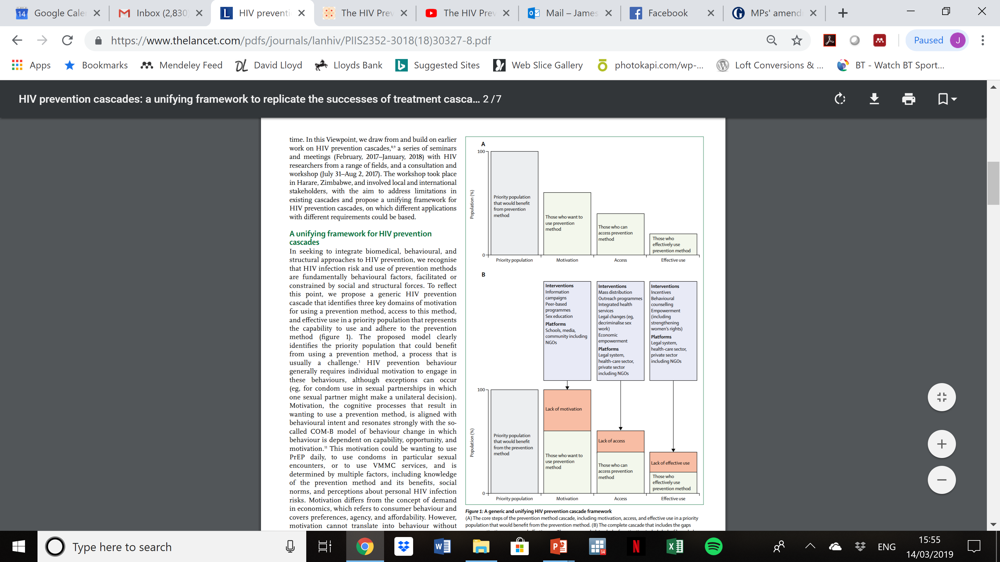 Google Cale
Inbox (2,830)
HIV preventi
The HIV Prev
The HIV Prev
Mail – James
Facebook
MPs' amend
https://www.thelancet.com/pdfs/journals/lanhiv/PIIS2352-3018(18)30327-8.pdf
Paused
J
Apps
Bookmarks
Mendeley Feed
David Lloyd
Lloyds Bank
Suggested Sites
Web Slice Gallery
photokapi.com/wp-...
Loft Conversions & ...
BT - Watch BT Sport...
HIV prevention cascades: a unifying framework to replicate the successes of treatment casca... 2 / 7
time. In this Viewpoint, we draw from and build on earlier
work on HIV prevention cascades,8,9 a series of seminars
and meetings (February, 2017–January, 2018) with HIV
researchers from a range of fields, and a consultation and
workshop (July 31–Aug 2, 2017). The workshop took place
in Harare, Zimbabwe, and involved local and international
stakeholders, with the aim to address limitations in
existing cascades and propose a unifying framework for
HIV prevention cascades, on which different applications
with different requirements could be based.
A unifying framework for HIV prevention
cascades
In seeking to integrate biomedical, behavioural, and
structural approaches to HIV prevention, we recognise
that HIV infection risk and use of prevention methods
are fundamentally behavioural factors, facilitated or
constrained by social and structural forces. To reflect
this point, we propose a generic HIV prevention
cascade that identifies three key domains of motivation
for using a prevention method, access to this method,
and effective use in a priority population that represents
the capability to use and adhere to the prevention
method (figure 1). The proposed model clearly
identifies the priority population that could benefit
from using a prevention method, a process that is
usually a challenge.1 HIV prevention behaviour
generally requires individual motivation to engage in
these behaviours, although exceptions can occur
(eg, for condom use in sexual partnerships in which
one sexual partner might make a unilateral decision).
Motivation, the cognitive processes that result in
wanting to use a prevention method, is aligned with
behavioural intent and resonates strongly with the so-
called COM-B model of behaviour change in which
behaviour is dependent on capability, opportunity, and
motivation.11 This motivation could be wanting to use
PrEP daily, to use condoms in particular sexual
encounters, or to use VMMC services, and is
determined by multiple factors, including knowledge
of the prevention method and its benefits, social
norms, and perceptions about personal HIV infection
risks. Motivation differs from the concept of demand
in economics, which refers to consumer behaviour and
covers preferences, agency, and affordability. However,
motivation cannot translate into behaviour without
A
100
Population (%)
0
Priority population
that would benefit
from prevention
method
Those who want to
use prevention
method
Those who can
access prevention
method
Those who
effectively use
prevention method
Priority population
Motivation
Access
Effective use
B
Interventions
Information
campaigns
Peer-based
programmes
Sex education
Platforms
Schools, media,
community including
NGOs
Interventions
Mass distribution
Outreach programmes
Integrated health
services
Legal changes (eg,
decriminalise sex
work)
Economic
empowerment
Platforms
Legal system,
health-care sector,
private sector
including NGOs
Interventions
Incentives
Behavioural
counselling
Empowerment
(including
strengthening
women's rights)
Platforms
Legal system,
health-care sector,
private sector
including NGOs
100
Population (%)
0
Priority population
that would benefit
from the prevention
method
Lack of motivation
Those who want to
use prevention
method
Lack of access
Those who can
access prevention
method
Lack of effective use
Those who
effectively use
prevention method
Priority population
Motivation
Access
Effective use
Figure 1: A generic and unifying HIV prevention cascade framework
(A) The core steps of the prevention method cascade, including motivation, access, and effective use in a priority
population that would benefit from the prevention method. (B) The complete cascade that includes the gaps
Type here to search
14
ENG
15:55
14/03/2019